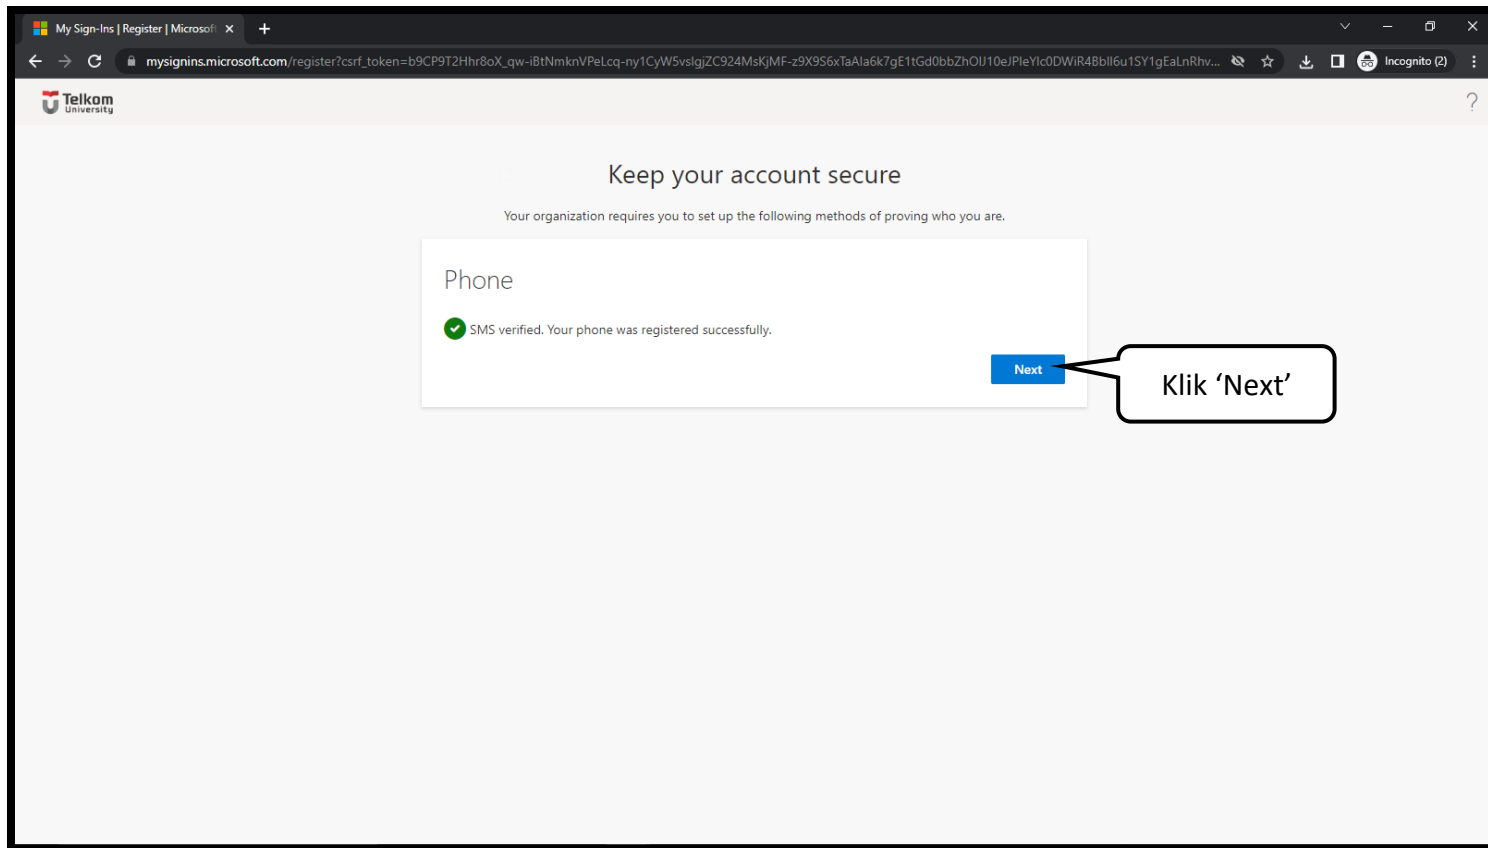 My Sign-Ins | Register | Microsoft
mysignins.microsoft.com/register?csrf_token=b9CP9T2Hhr8oX_qw-iBtNmknVPeLcq-ny1CyW5vslgjZC924MsKjMF-z9X9S6xTaAIa6k7gE1tGd0bbZhOIJ10eJPleYlc0DWiR4BblI6u1SY1gEaLnRhv...
Incognito (2)
Telkom
University
?
Keep your account secure
Your organization requires you to set up the following methods of proving who you are.
Phone
SMS verified. Your phone was registered successfully.
Next
Klik ‘Next’